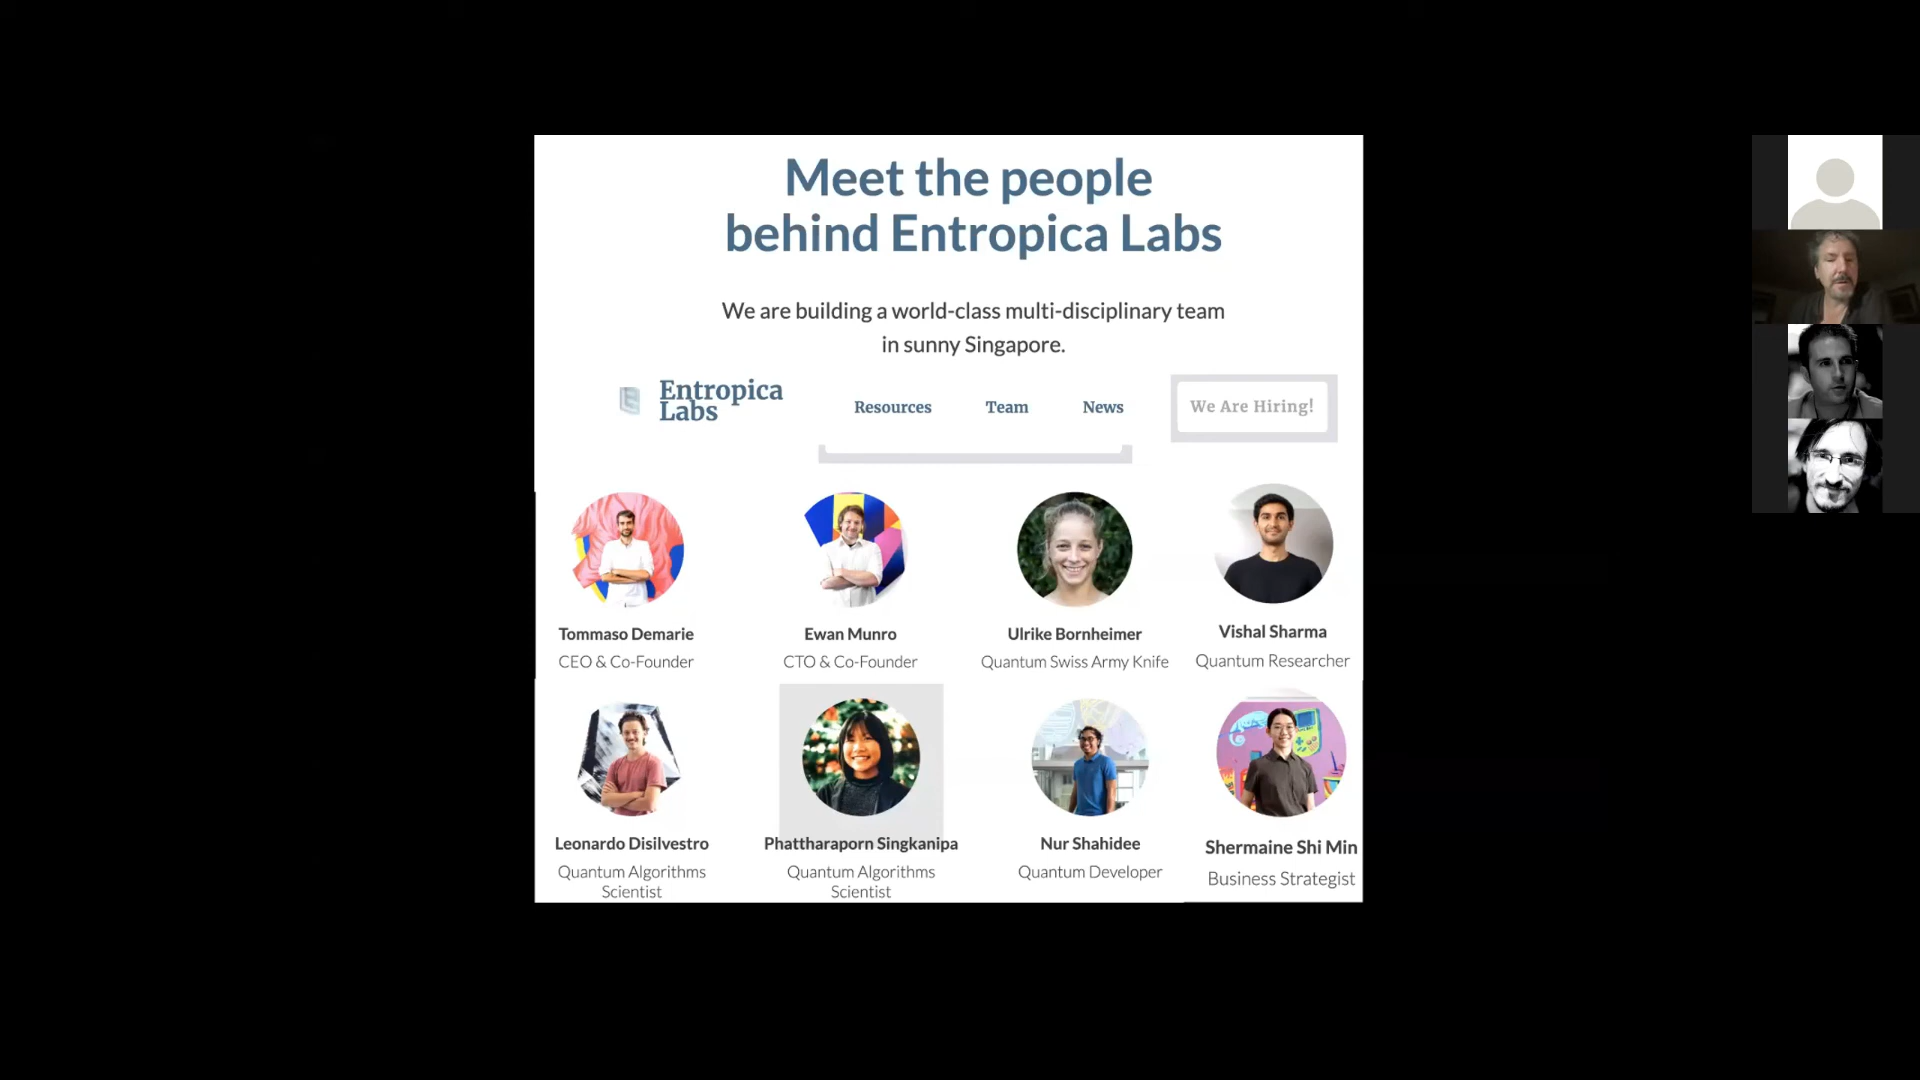 Meet the people
behind Entropica Labs
We are building a world-class multi-disciplinary team
in sunny Singapore.
Entropica
Labs
Resources
Team
News
We Are Hiring!
Tommaso Demarie
CEO & Co-Founder
Ewan Munro
CTO & Co-Founder
Ulrike Bornheimer
Quantum Swiss Army Knife
Vishal Sharma
Quantum Researcher
Leonardo Disilvestro
Quantum Algorithms
Scientist
Phattharaporn Singkanipa
Quantum Algorithms
Scientist
Nur Shahidee
Quantum Developer
Shermaine Shi Min
Business Strategist